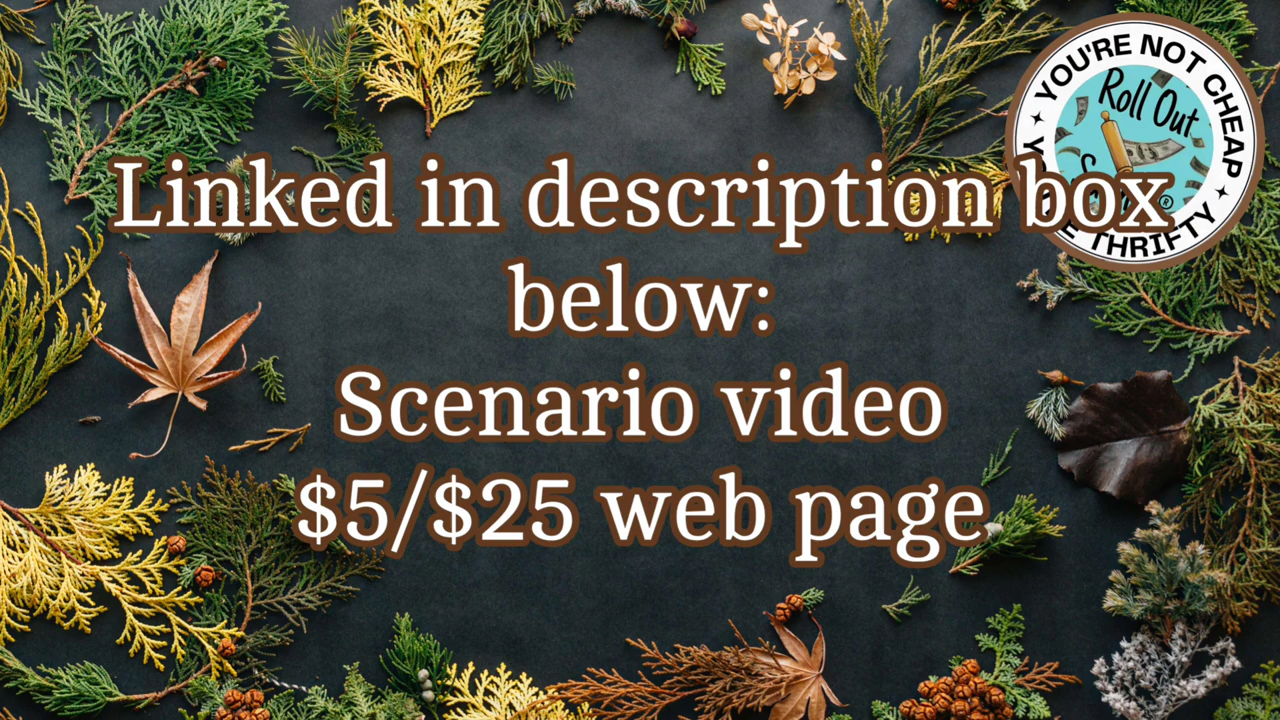 YOU'RE NOT CHEAP
Roll Out
THRIFTY
®
Linked in description box
below:
Scenario video
$5/$25 web page